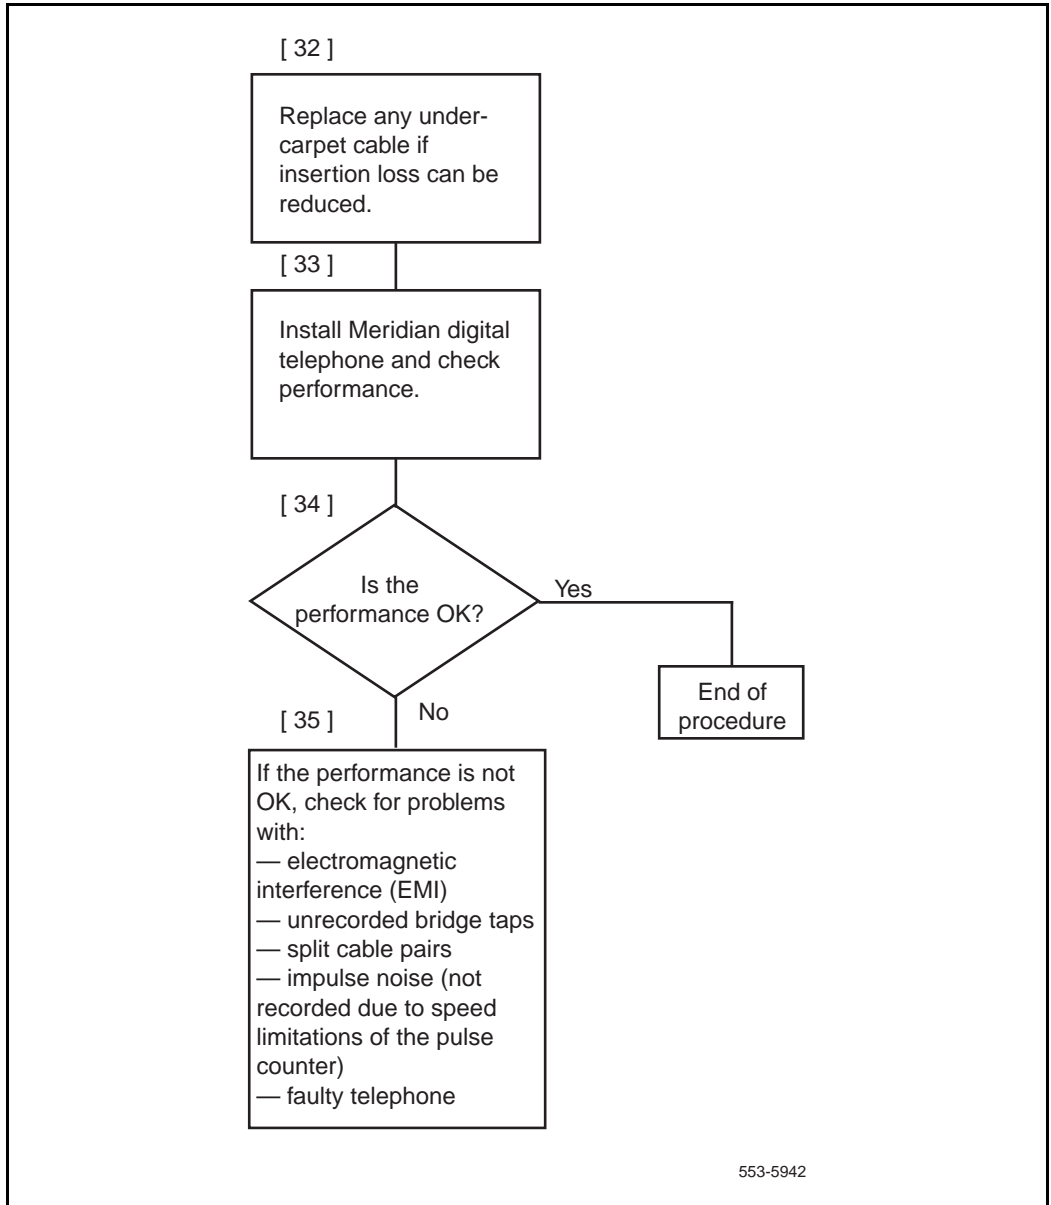 [ 32 ]
Replace any under-
carpet cable if
insertion loss can be
reduced.
[ 33 ]
Install Meridian digital
telephone and check
performance.
[ 34 ]
Is the
performance OK?
Yes
End of
procedure
No
[ 35 ]
If the performance is not
OK, check for problems
with:
— electromagnetic
interference (EMI)
— unrecorded bridge taps
— split cable pairs
— impulse noise (not
recorded due to speed
limitations of the pulse
counter)
— faulty telephone
553-5942